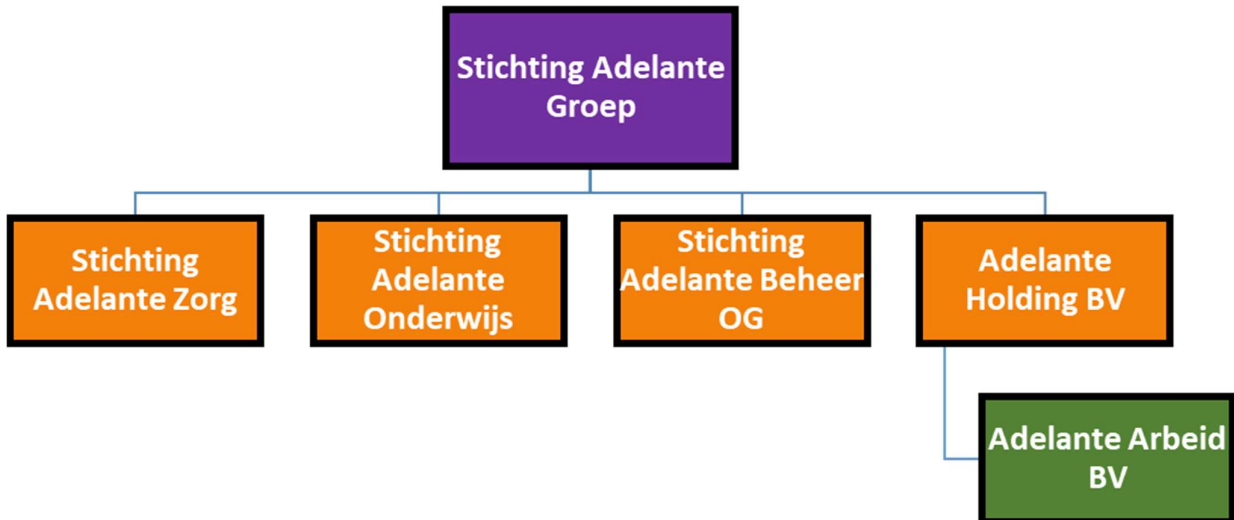 Stichting Adelante
Groep
Stichting
Adelante Zorg
Stichting
Adelante
Onderwijs
Stichting
Adelante Beheer
OG
Adelante
Holding BV
Adelante Arbeid
BV